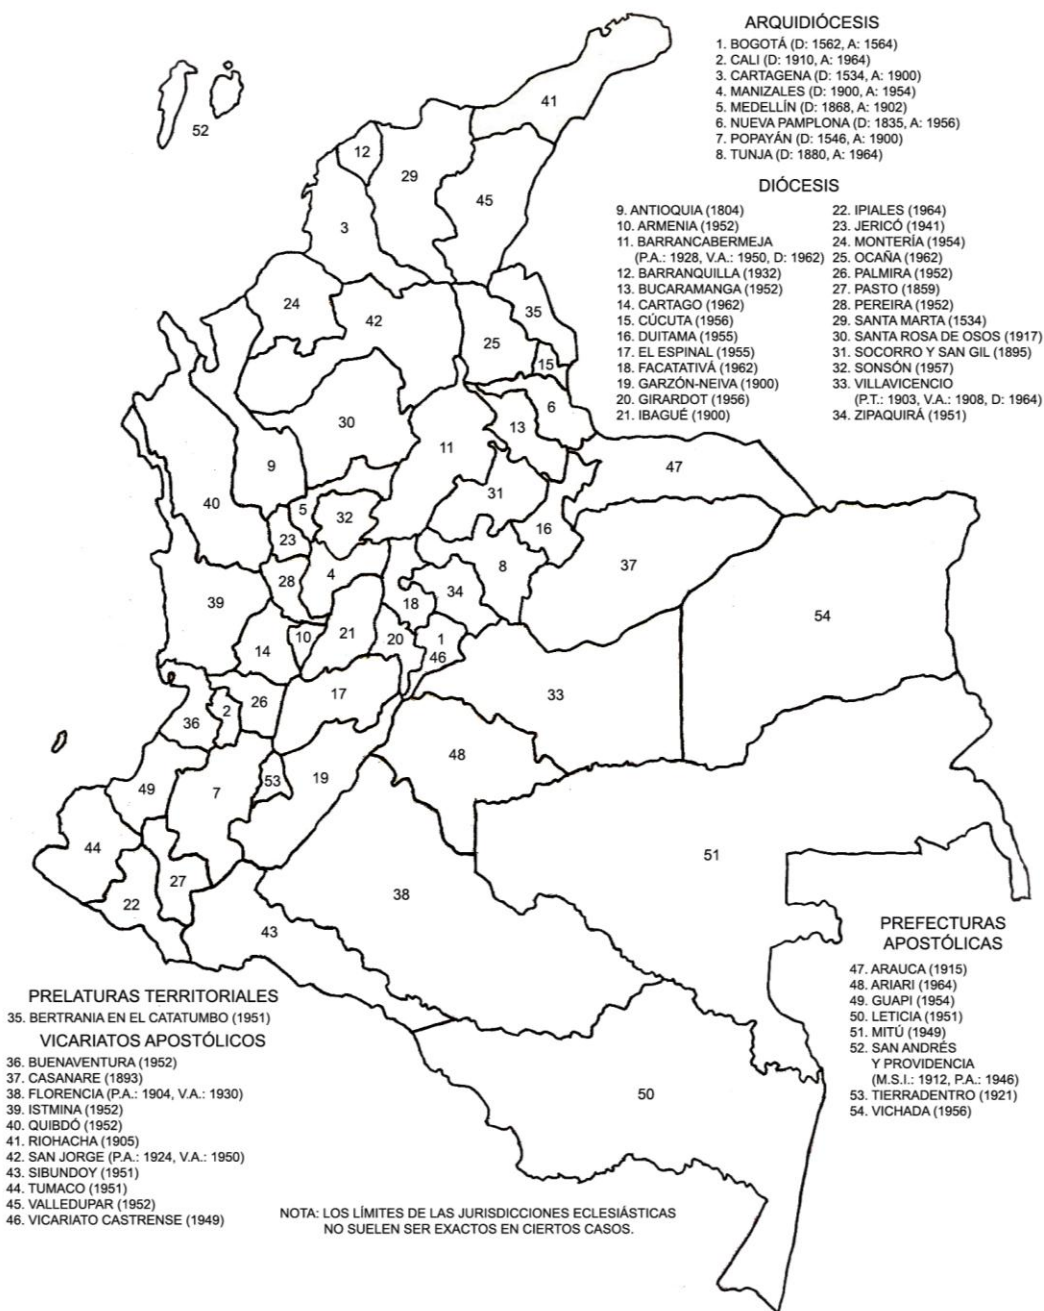 ARQUIDIÓCESIS
1. BOGOTÁ (D: 1562, A: 1564)
2. CALI (D: 1910, A: 1964)
3. CARTAGENA (D: 1534, A: 1900)
4. MANIZALES (D: 1900, A: 1954)
5. MEDELLÍN (D: 1868, A: 1902)
6. NUEVA PAMPLONA (D: 1835, A: 1956)
7. POPAYÁN (D: 1546, A: 1900)
8. TUNJA (D: 1880, A: 1964)
DIÓCESIS
9. ANTIOQUIA (1804)
10. ARMENIA (1952)
11. BARRANCABERMEJA
(P.A.: 1928, V.A.: 1950, D: 1962)
12. BARRANQUILLA (1932)
13. BUCARAMANGA (1952)
14. CARTAGO (1962)
15. CÚCUTA (1956)
16. DUITAMA (1955)
17. EL ESPINAL (1955)
18. FACATATIVÁ (1962)
19. GARZÓN-NEIVA (1900)
20. GIRARDOT (1956)
21. IBAGUÉ (1900)
22. IPIALES (1964)
23. JERICÓ (1941)
24. MONTERÍA (1954)
25. OCAÑA (1962)
26. PALMIRA (1952)
27. PASTO (1859)
28. PEREIRA (1952)
29. SANTA MARTA (1534)
30. SANTA ROSA DE OSOS (1917)
31. SOCORRO Y SAN GIL (1895)
32. SONSÓN (1957)
33. VILLAVICENCIO
(P.T.: 1903, V.A.: 1908, D: 1964)
34. ZIPAQUIRÁ (1951)
41
52
12
29
45
3
24
42
35
25
15
6
13
30
11
9
47
31
40
5
32
16
23
37
8
4
28
34
39
18
54
21
10
20
1
14
46
17
33
26
2
36
48
53
19
49
7
44
51
27
38
22
43
50
PRELATURAS TERRITORIALES
35. BERTRANIA EN EL CATATUMBO (1951)
VICARIATOS APOSTÓLICOS
36. BUENAVENTURA (1952)
37. CASANARE (1893)
38. FLORENCIA (P.A.: 1904, V.A.: 1930)
39. ISTMINA (1952)
40. QUIBDÓ (1952)
41. RIOHACHA (1905)
42. SAN JORGE (P.A.: 1924, V.A.: 1950)
43. SIBUNDOY (1951)
44. TUMACO (1951)
45. VALLEDUPAR (1952)
46. VICARIATO CASTRENSE (1949)
PREFECTURAS
APOSTÓLICAS
47. ARAUCA (1915)
48. ARIARI (1964)
49. GUAPI (1954)
50. LETICIA (1951)
51. MITÚ (1949)
52. SAN ANDRÉS
Y PROVIDENCIA
(M.S.I.: 1912, P.A.: 1946)
53. TIERRADENTRO (1921)
54. VICHADA (1956)
NOTA: LOS LÍMITES DE LAS JURISDICCIONES ECLESIÁSTICAS
NO SUELEN SER EXACTOS EN CIERTOS CASOS.